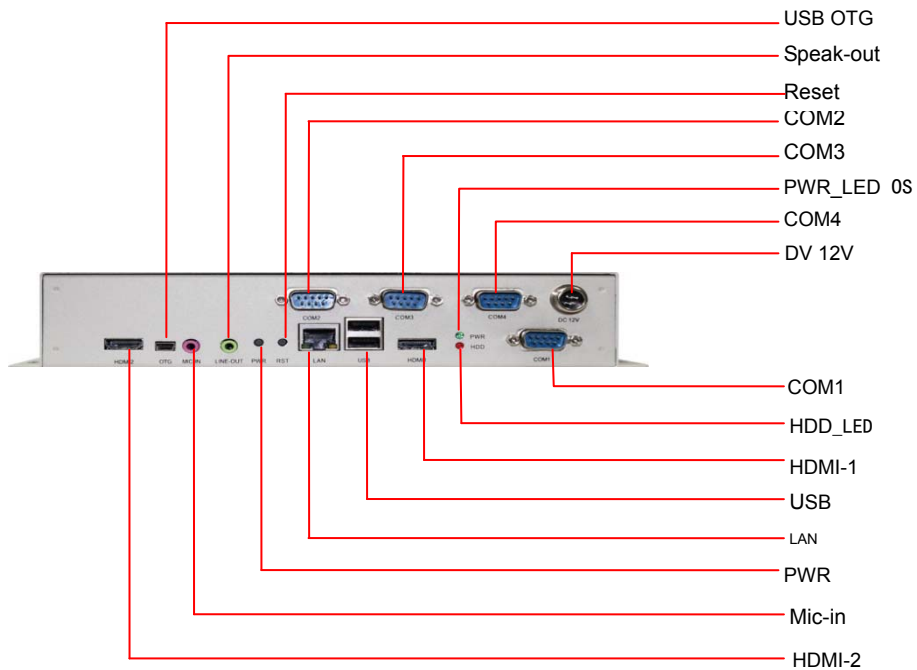 USB OTG
Speak-out
Reset
COM2
COM3
PWR_LED 0S
COM4
DV 12V
COM2
COM3
COM4
DC 12V
PWR
HDD
HDMI-2
OTG
MIC-IN
LINE-OUT
PWR
RST
LAN
USB
COM1
COM1
HDD_LED
HDMI-1
USB
LAN
PWR
Mic-in
HDMI-2